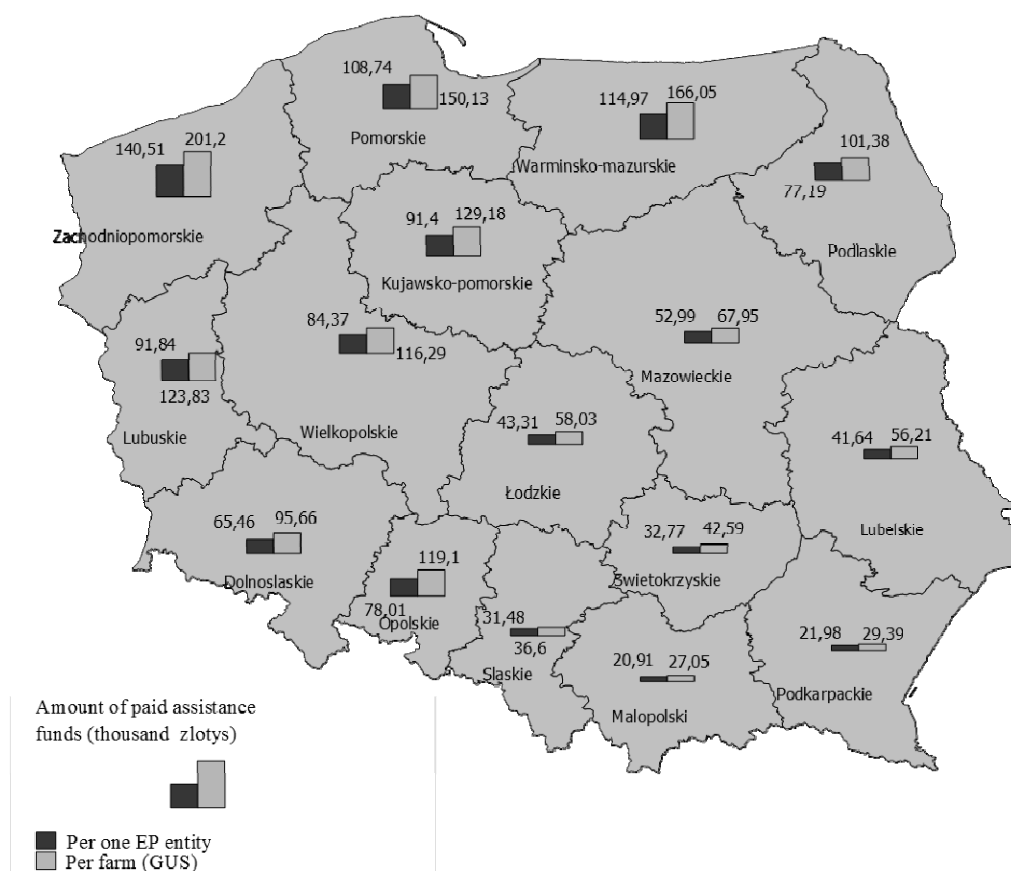 108,74
150,13
Pomorskie
114,97
166,05
Warminsko-mazurskie
140,51
201,2
Zachodniopomorskie
101,38
77,19
Podlaskie
91,4
129,18
Kujawsko-pomorskie
84,37
116,29
Wielkopolskie
52,99
67,95
Mazowieckie
91,84
123,83
Lubuskie
43,31
58,03
Łodzkie
41,64
56,21
Lubelskie
65,46
95,66
Dolnoslaskie
119,1
78,01
Opolskie
32,77
42,59
Swietokrzyskie
31,48
36,6
Slaskie
20,91
27,05
Malopolski
21,98
29,39
Podkarpackie
Amount of paid assistance
funds (thousand zlotys)
Per one EP entity
Per farm (GUS)